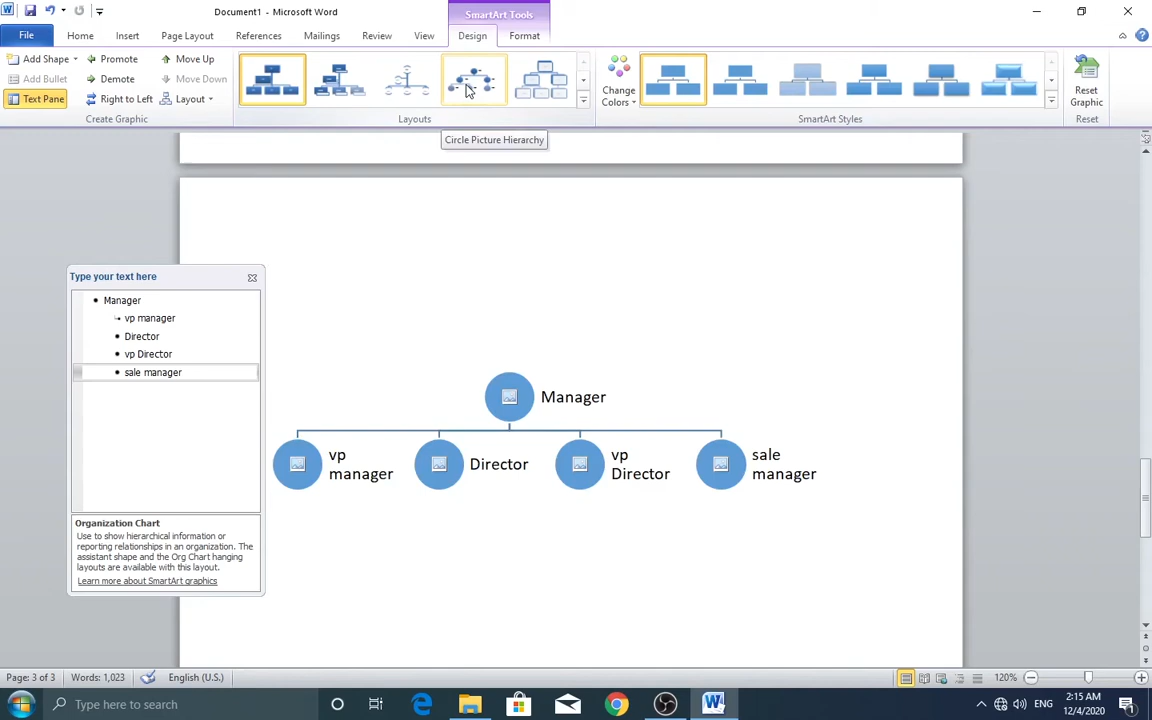 Document1 - Microsoft Word
SmartArt Tools
File
Home
Insert
Page Layout
References
Mailings
Review
View
Design
Format
Add Shape
Promote
Move Up
Add Bullet
Demote
Move Down
Text Pane
Right to Left
Layout
Create Graphic
Layouts
Change
Colors
SmartArt Styles
Reset
Graphic
Reset
Circle Picture Hierarchy
Type your text here
Manager
vp manager
Director
vp Director
sale manager
Organization Chart
Use to show hierarchical information or
reporting relationships in an organization. The
assistant shape and the Org Chart hanging
layouts are available with this layout.
Learn more about SmartArt graphics
Manager
vp
manager
Director
vp
Director
sale
manager
Page: 3 of 3
Words: 1,023
English (U.S.)
120%
Type here to search
ENG
2:15 AM
12/4/2020